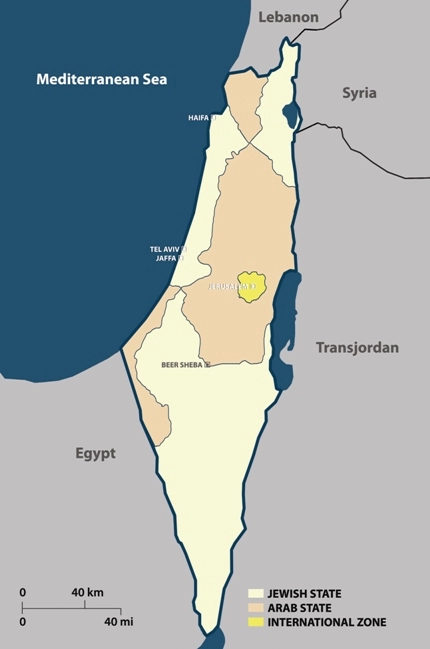 Lebanon
Mediterranean Sea
Syria
HAIFA
TEL AVIV
JAFFA
JERUSALEM
Transjordan
BEER SHEBA
Egypt
0 40 km
0 40 mi
JEWISH STATE
ARAB STATE
INTERNATIONAL ZONE